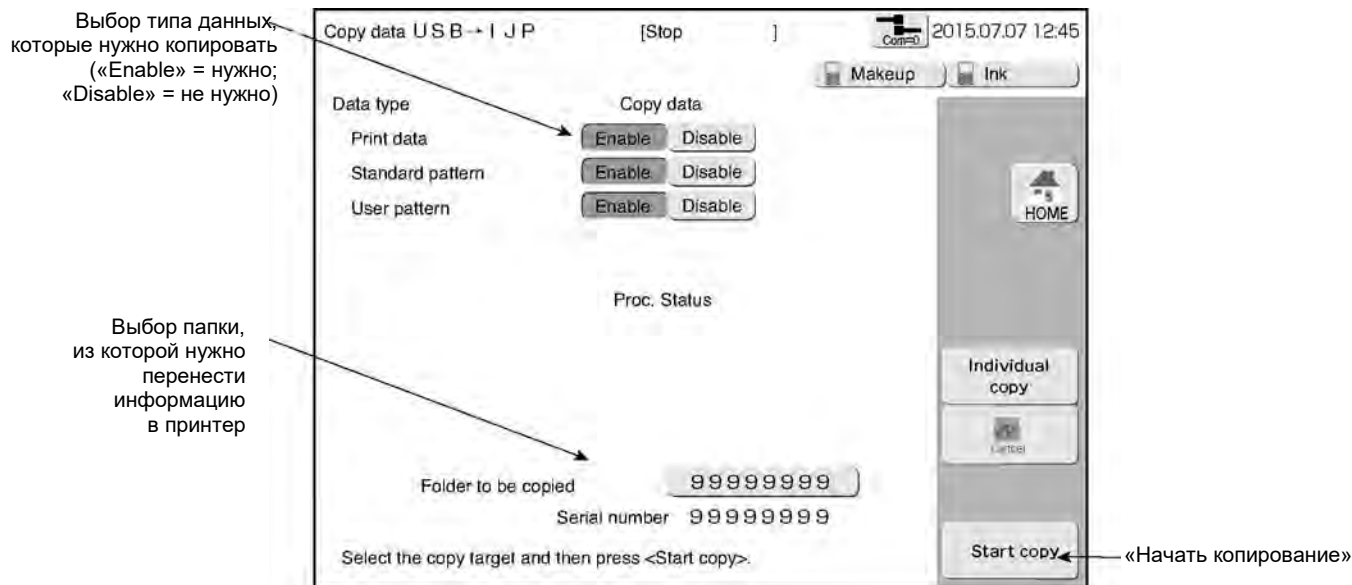 Выбор типа данных,
которые нужно копировать
(«Enable» = нужно;
«Disable» = не нужно)
Copy data USB→IJP [Stop ] Com=0 2015.07.07 12:45
Makeup Ink
Data type Copy data
Print data Enable Disable
Standard pattern Enable Disable
User pattern Enable Disable
HOME
Proc. Status
Выбор папки,
из которой нужно
перенести
информацию
в принтер
Individual
copy
Cancel
Folder to be copied 99999999
Serial number 99999999
Select the copy target and then press <Start copy>.
Start copy
«Начать копирование»